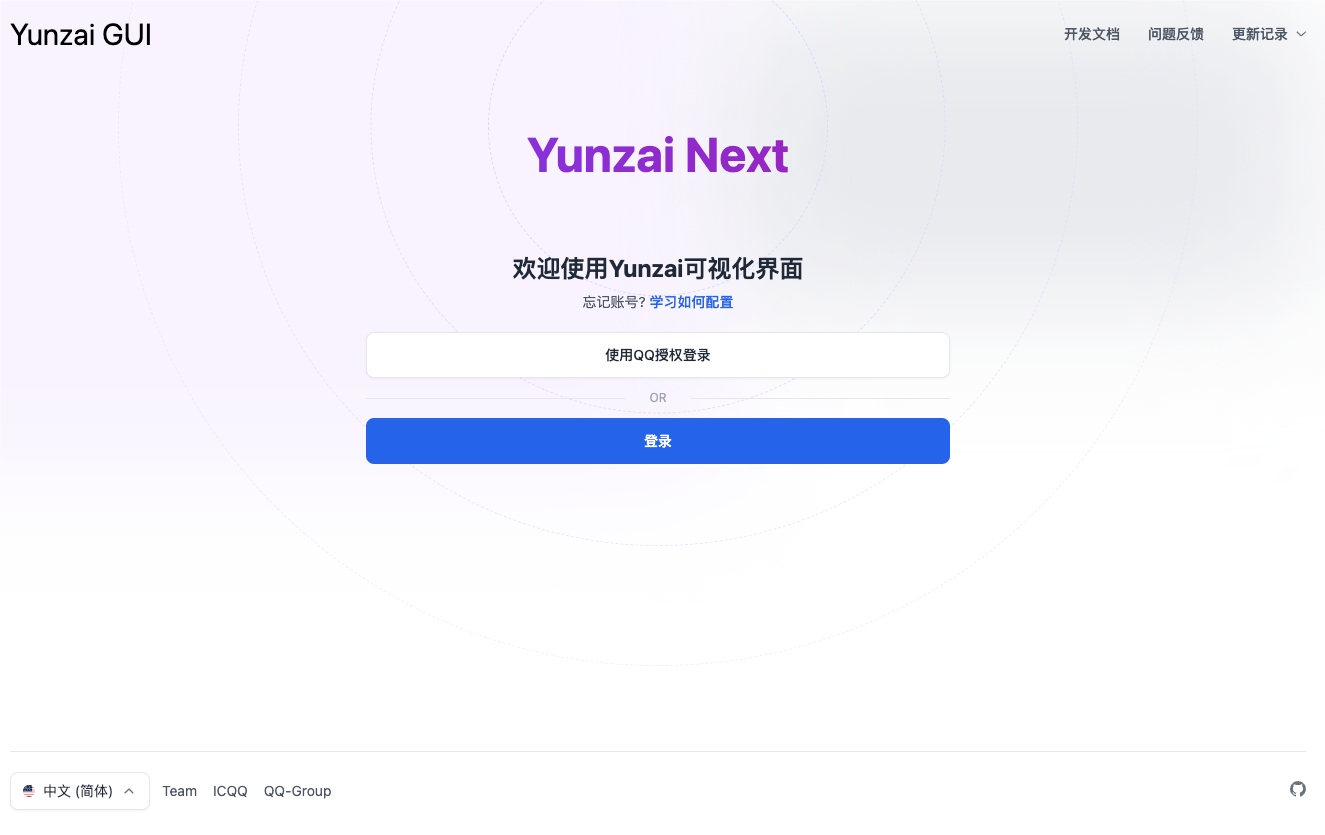 Yunzai GUI
开发文档 问题反馈 更新记录
Yunzai Next
欢迎使用Yunzai可视化界面
忘记账号? 学习如何配置
使用QQ授权登录
OR
登录
中文 (简体) Team ICQQ QQ-Group